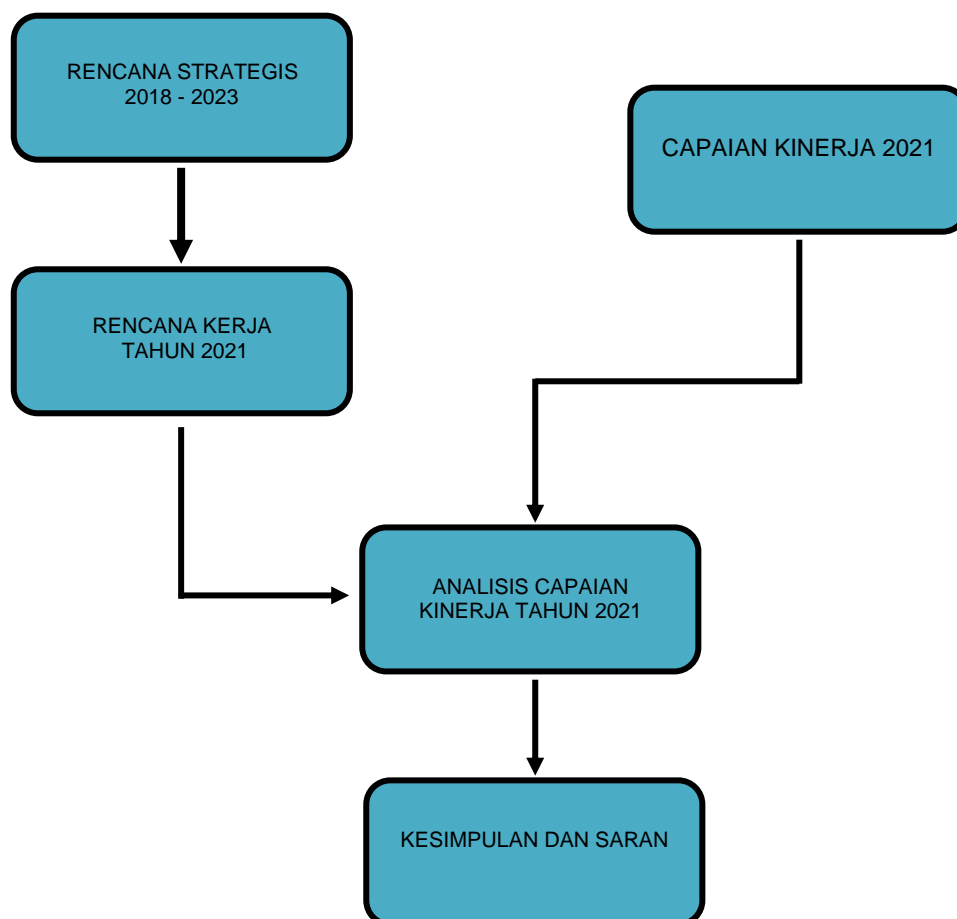 RENCANA STRATEGIS
2018 - 2023
CAPAIAN KINERJA 2021
RENCANA KERJA
TAHUN 2021
ANALISIS CAPAIAN
KINERJA TAHUN 2021
KESIMPULAN DAN SARAN